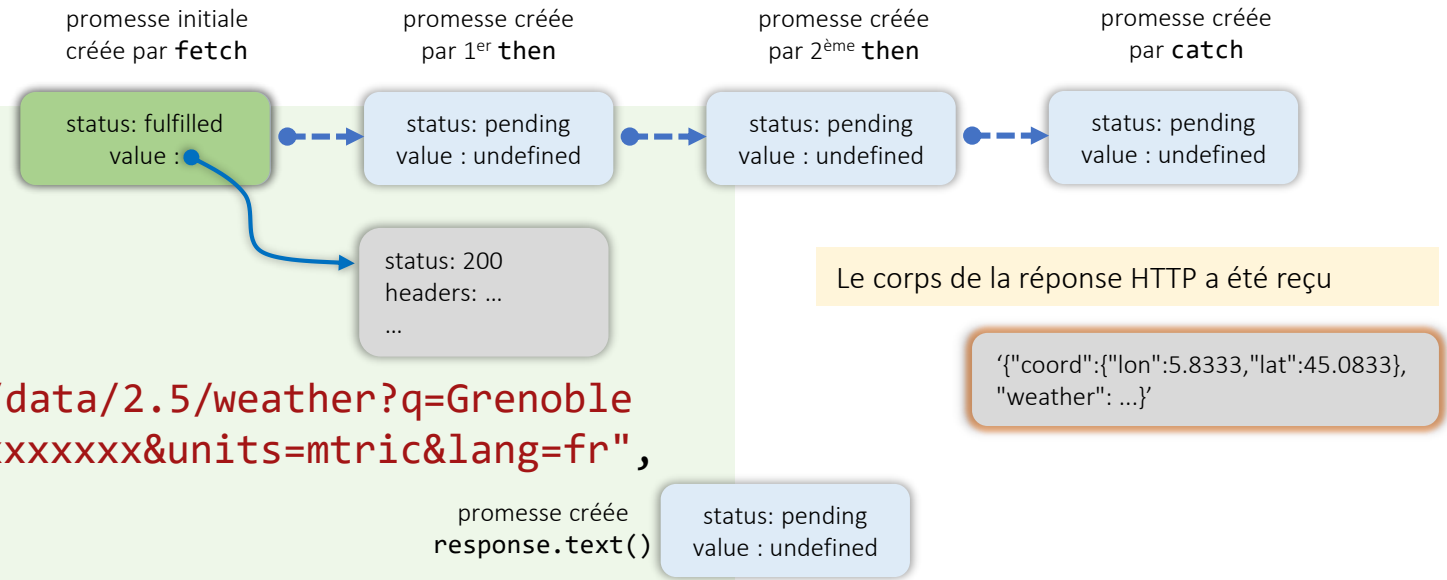 promesse initiale
créée par fetch
promesse créée
par 1er then
promesse créée
par 2ème then
promesse créée
par catch
status: fulfilled
value :
status: pending
value : undefined
status: pending
value : undefined
status: pending
value : undefined
status: 200
headers: ...
...
Le corps de la réponse HTTP a été reçu
‘{"coord":{"lon":5.8333,"lat":45.0833},
"weather": ...}’
/data/2.5/weather?q=Grenoble
xxxxxxx&units=mtric&lang=fr",
promesse créée
response.text()
status: pending
value : undefined